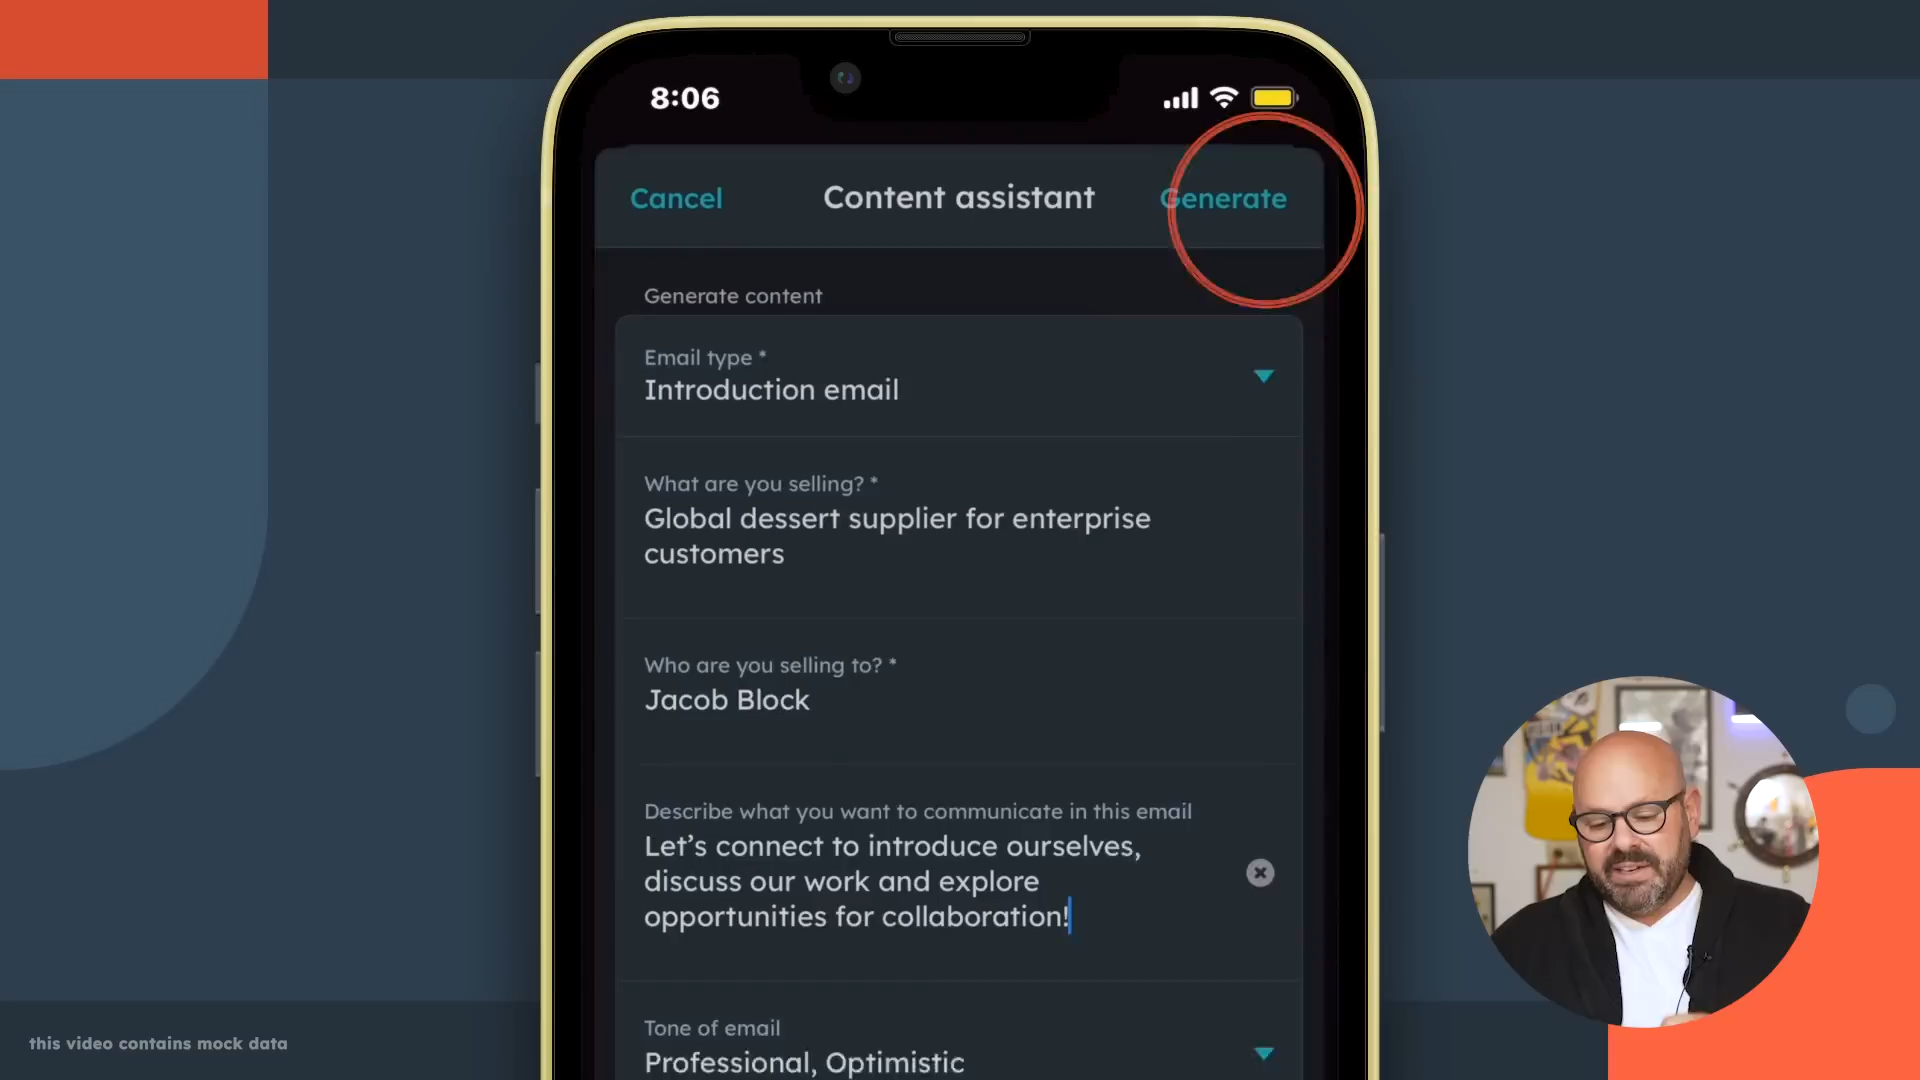 8:06
Cancel
Content assistant
Generate
Generate content
Email type *
Introduction email
What are you selling? *
Global dessert supplier for enterprise
customers
Who are you selling to? *
Jacob Block
Describe what you want to communicate in this email
Let’s connect to introduce ourselves,
discuss our work and explore
opportunities for collaboration!
Tone of email
Professional, Optimistic
this video contains mock data